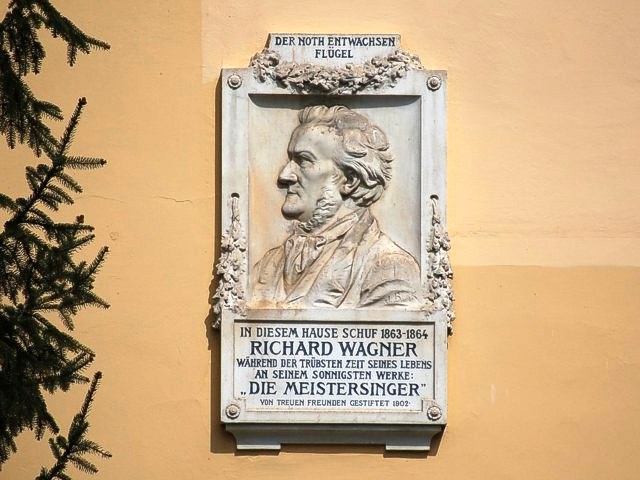 DER NOTH ENTWACHSEN
FLÜGEL
IN DIESEM HAUSE SCHUF 1863-1864
RICHARD WAGNER
WÄHREND DER TRÜBSTEN ZEIT SEINES LEBENS
AN SEINEM SONNIGSTEN WERKE:
„DIE MEISTERSINGER”
VON TREUEN FREUNDEN GESTIFTET 1902·